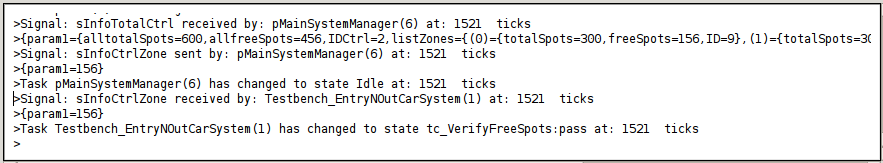 >Signal: sInfoTotalCtrl received by: pMainSystemManager(6) at: 1521 ticks
>{param1={alltotalSpots=600,allfreeSpots=456,IDCtrl=2,listZones={(0)={totalSpots=300,freeSpots=156,ID=9},(1)={totalSpots=30
>Signal: sInfoCtrlZone sent by: pMainSystemManager(6) at: 1521 ticks
>{param1=156}
>Task pMainSystemManager(6) has changed to state Idle at: 1521 ticks
>Signal: sInfoCtrlZone received by: Testbench_EntryNOutCarSystem(1) at: 1521 ticks
>{param1=156}
>Task Testbench_EntryNOutCarSystem(1) has changed to state tc_VerifyFreeSpots:pass at: 1521 ticks
>